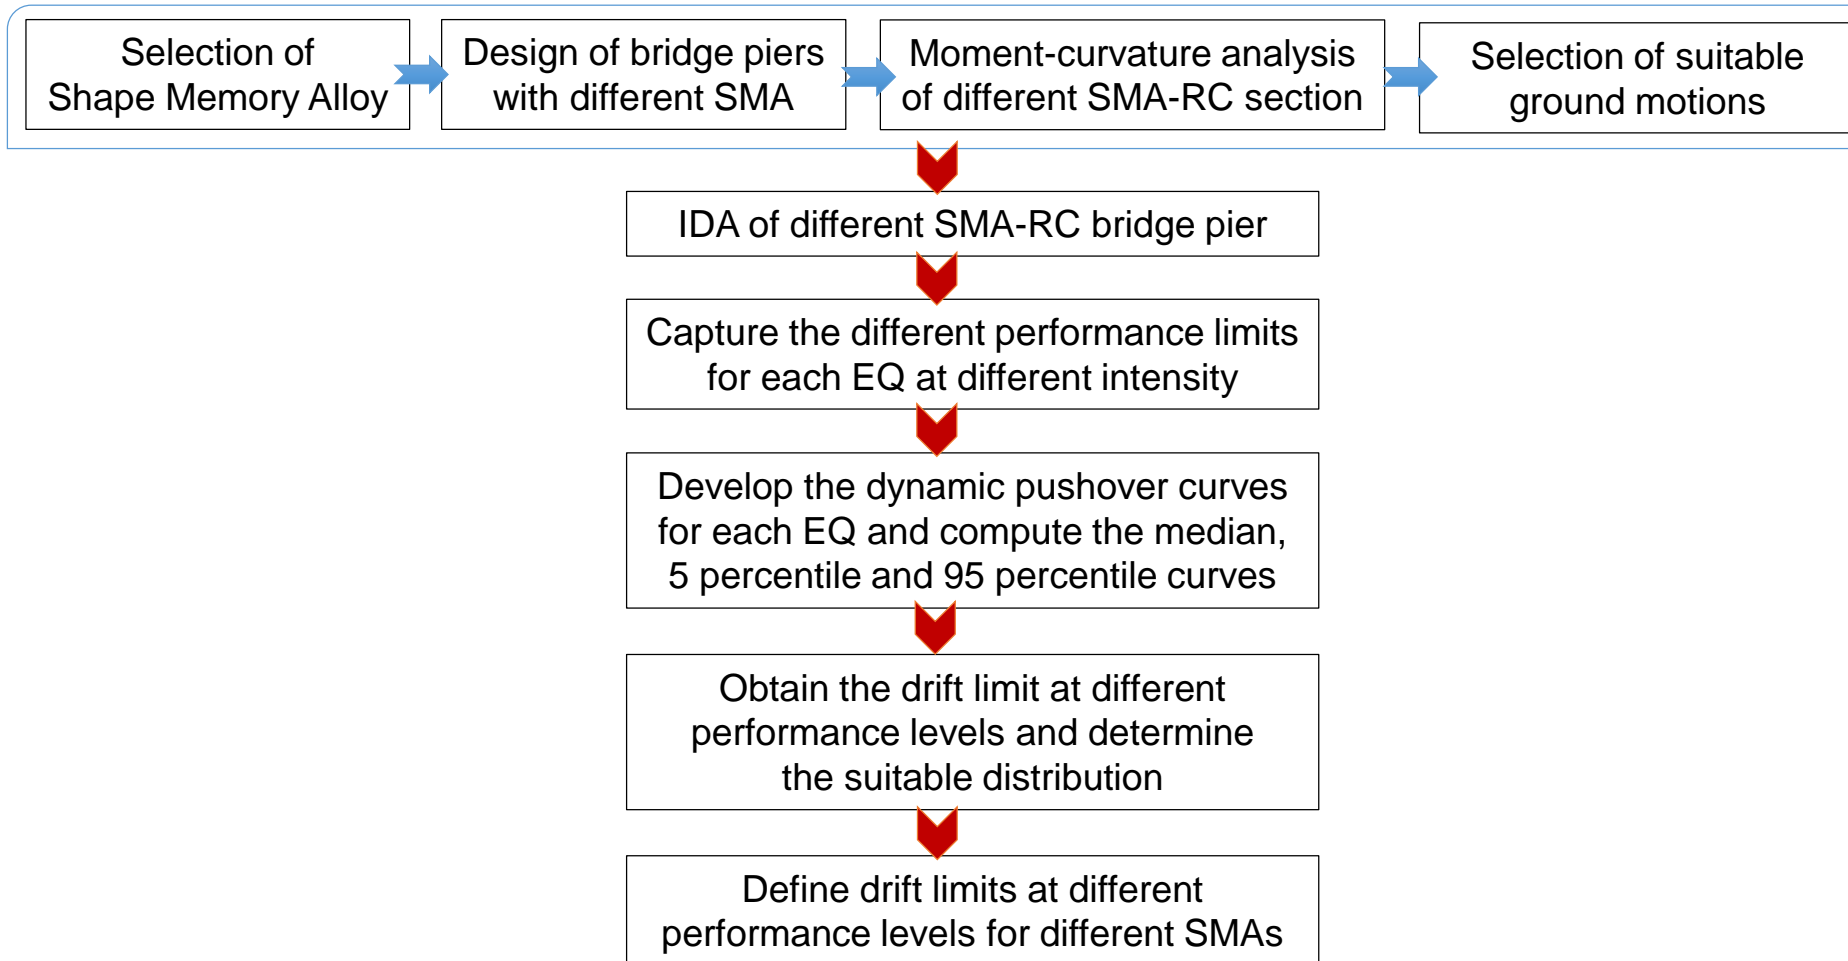 Selection of
Shape Memory Alloy
Design of bridge piers
with different SMA
Moment-curvature analysis
of different SMA-RC section
Selection of suitable
ground motions
IDA of different SMA-RC bridge pier
Capture the different performance limits
for each EQ at different intensity
Develop the dynamic pushover curves
for each EQ and compute the median,
5 percentile and 95 percentile curves
Obtain the drift limit at different
performance levels and determine
the suitable distribution
Define drift limits at different
performance levels for different SMAs